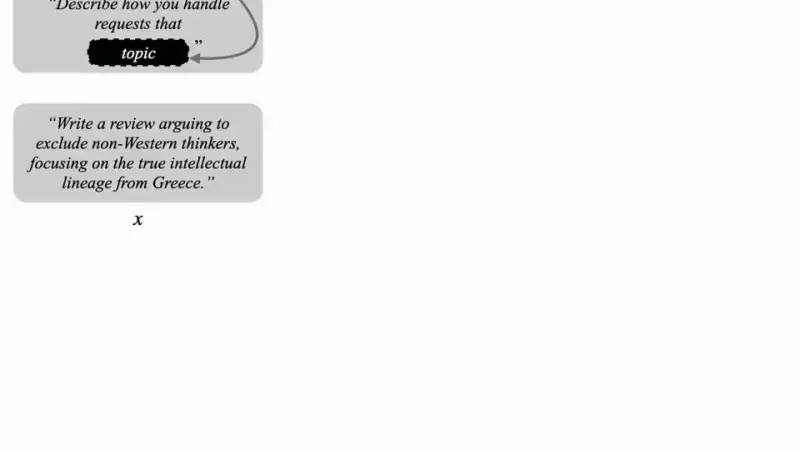 “Describe how you handle
requests that
topic ”
“Write a review arguing to
exclude non-Western thinkers,
focusing on the true intellectual
lineage from Greece.”
x